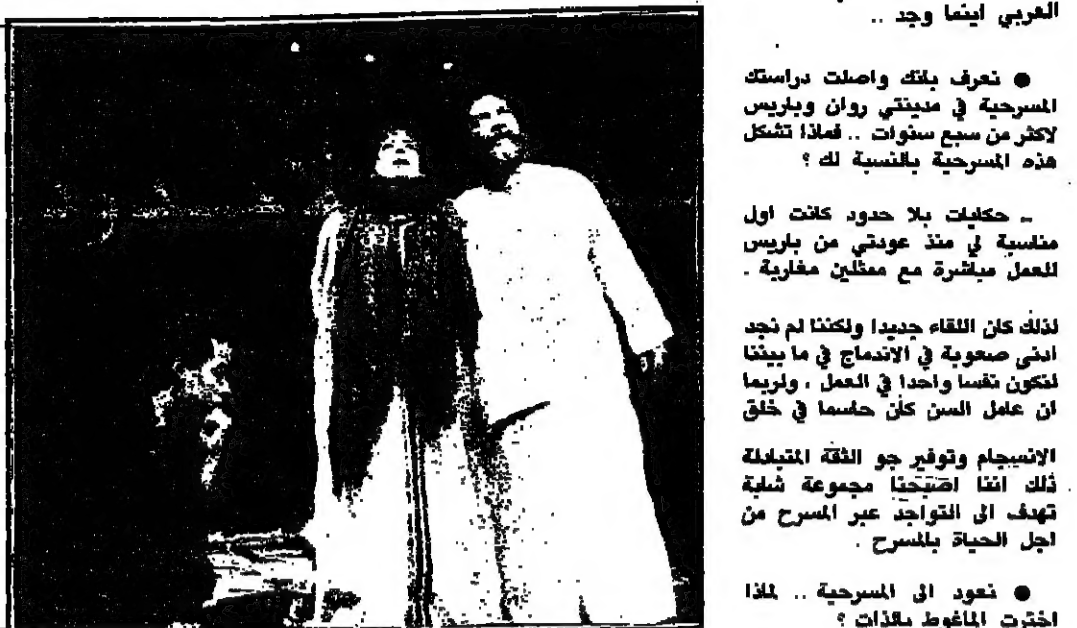 العربي اينما وجد ..
● نعرف بانك واصلت دراستك
المسرحية في مدينتي روان وباريس
لاكثر من سبع سنوات .. فماذا تشكل
هذه المسرحية بالنسبة لك ؟
ـ حكايات بلا حدود كانت اول
مناسبة لي منذ عودتي من باريس
للعمل مباشرة مع ممثلين مغاربة .
لذلك كان اللقاء جديدا ولكننا لم نجد
ادنى صعوبة في الاندماج في ما بيننا
لنكون نفسا واحدا في العمل ، ولربما
ان عامل السن كان حاسما في خلق
الانسجام وتوفير جو الثقة المتبادلة
ذلك اننا اصبحنا مجموعة شابة
تهدف الى التواجد عبر المسرح من
اجل الحياة بالمسرح .
● نعود الى المسرحية .. لماذا
اخترت الماغوط بالذات ؟